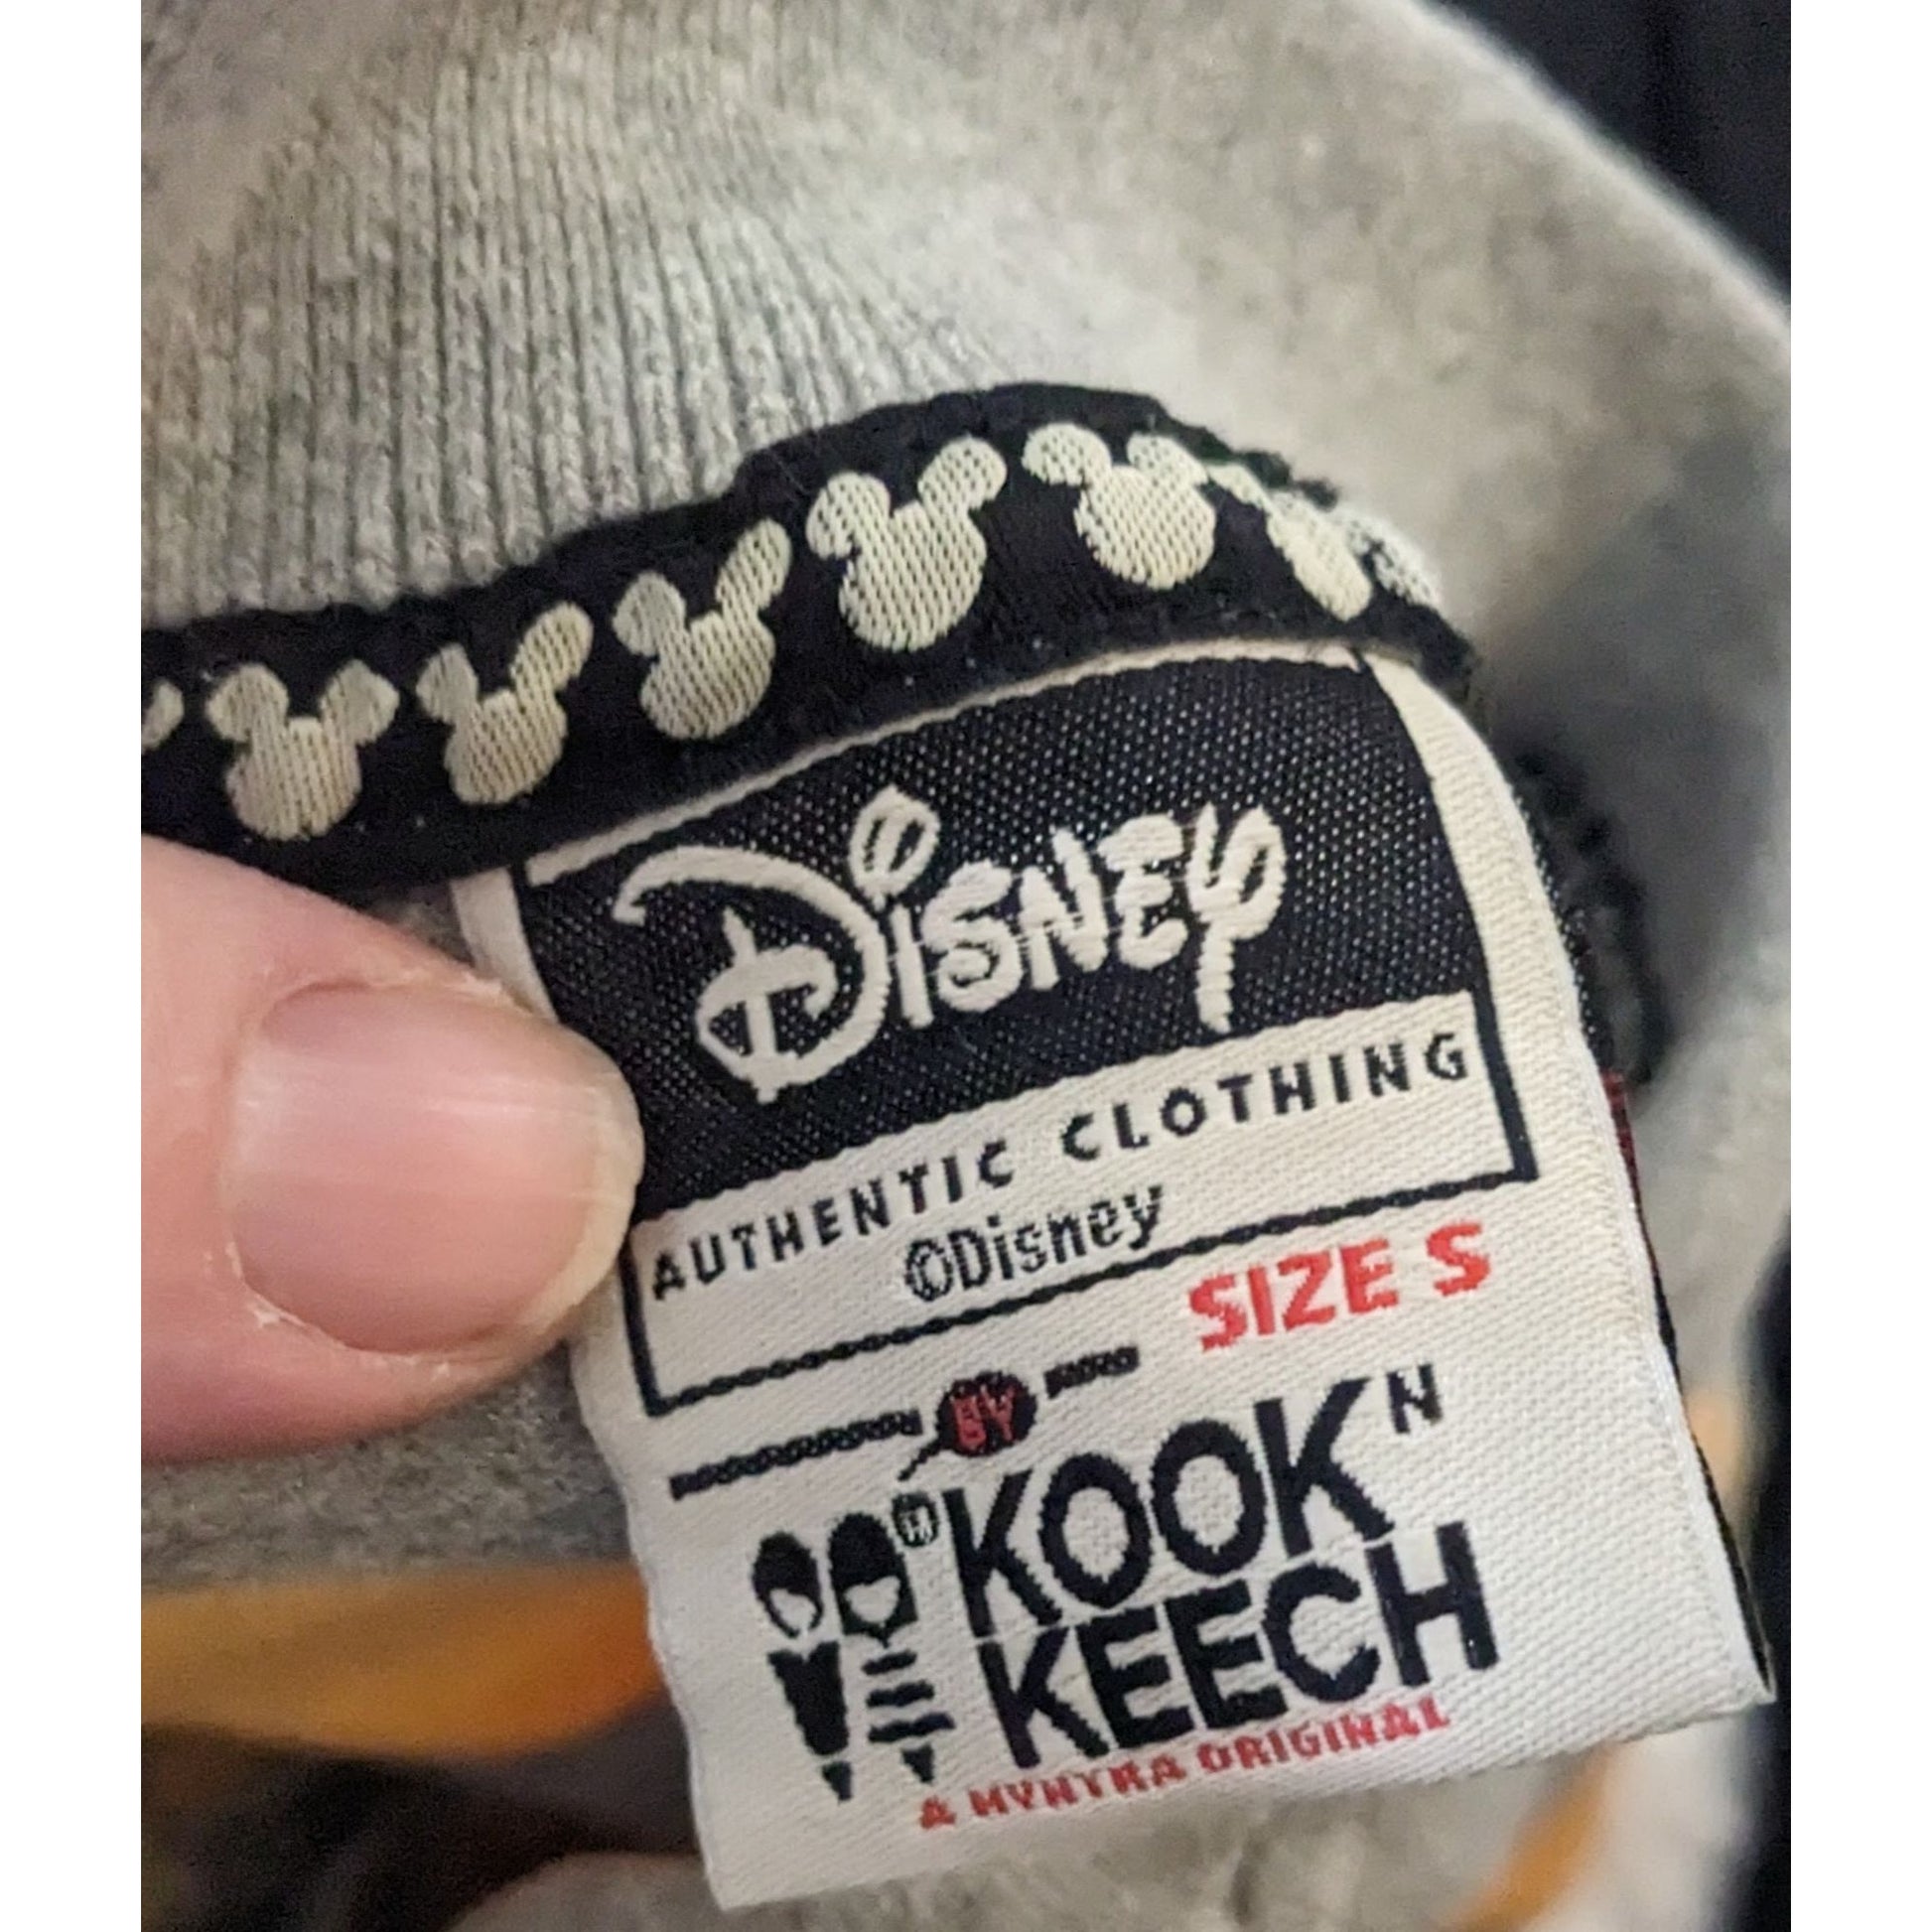 DISNEY
AUTHENTIC CLOTHING
©Disney
SIZE S
BY
KOOK N
KEECH
A MYNTRA ORIGINAL